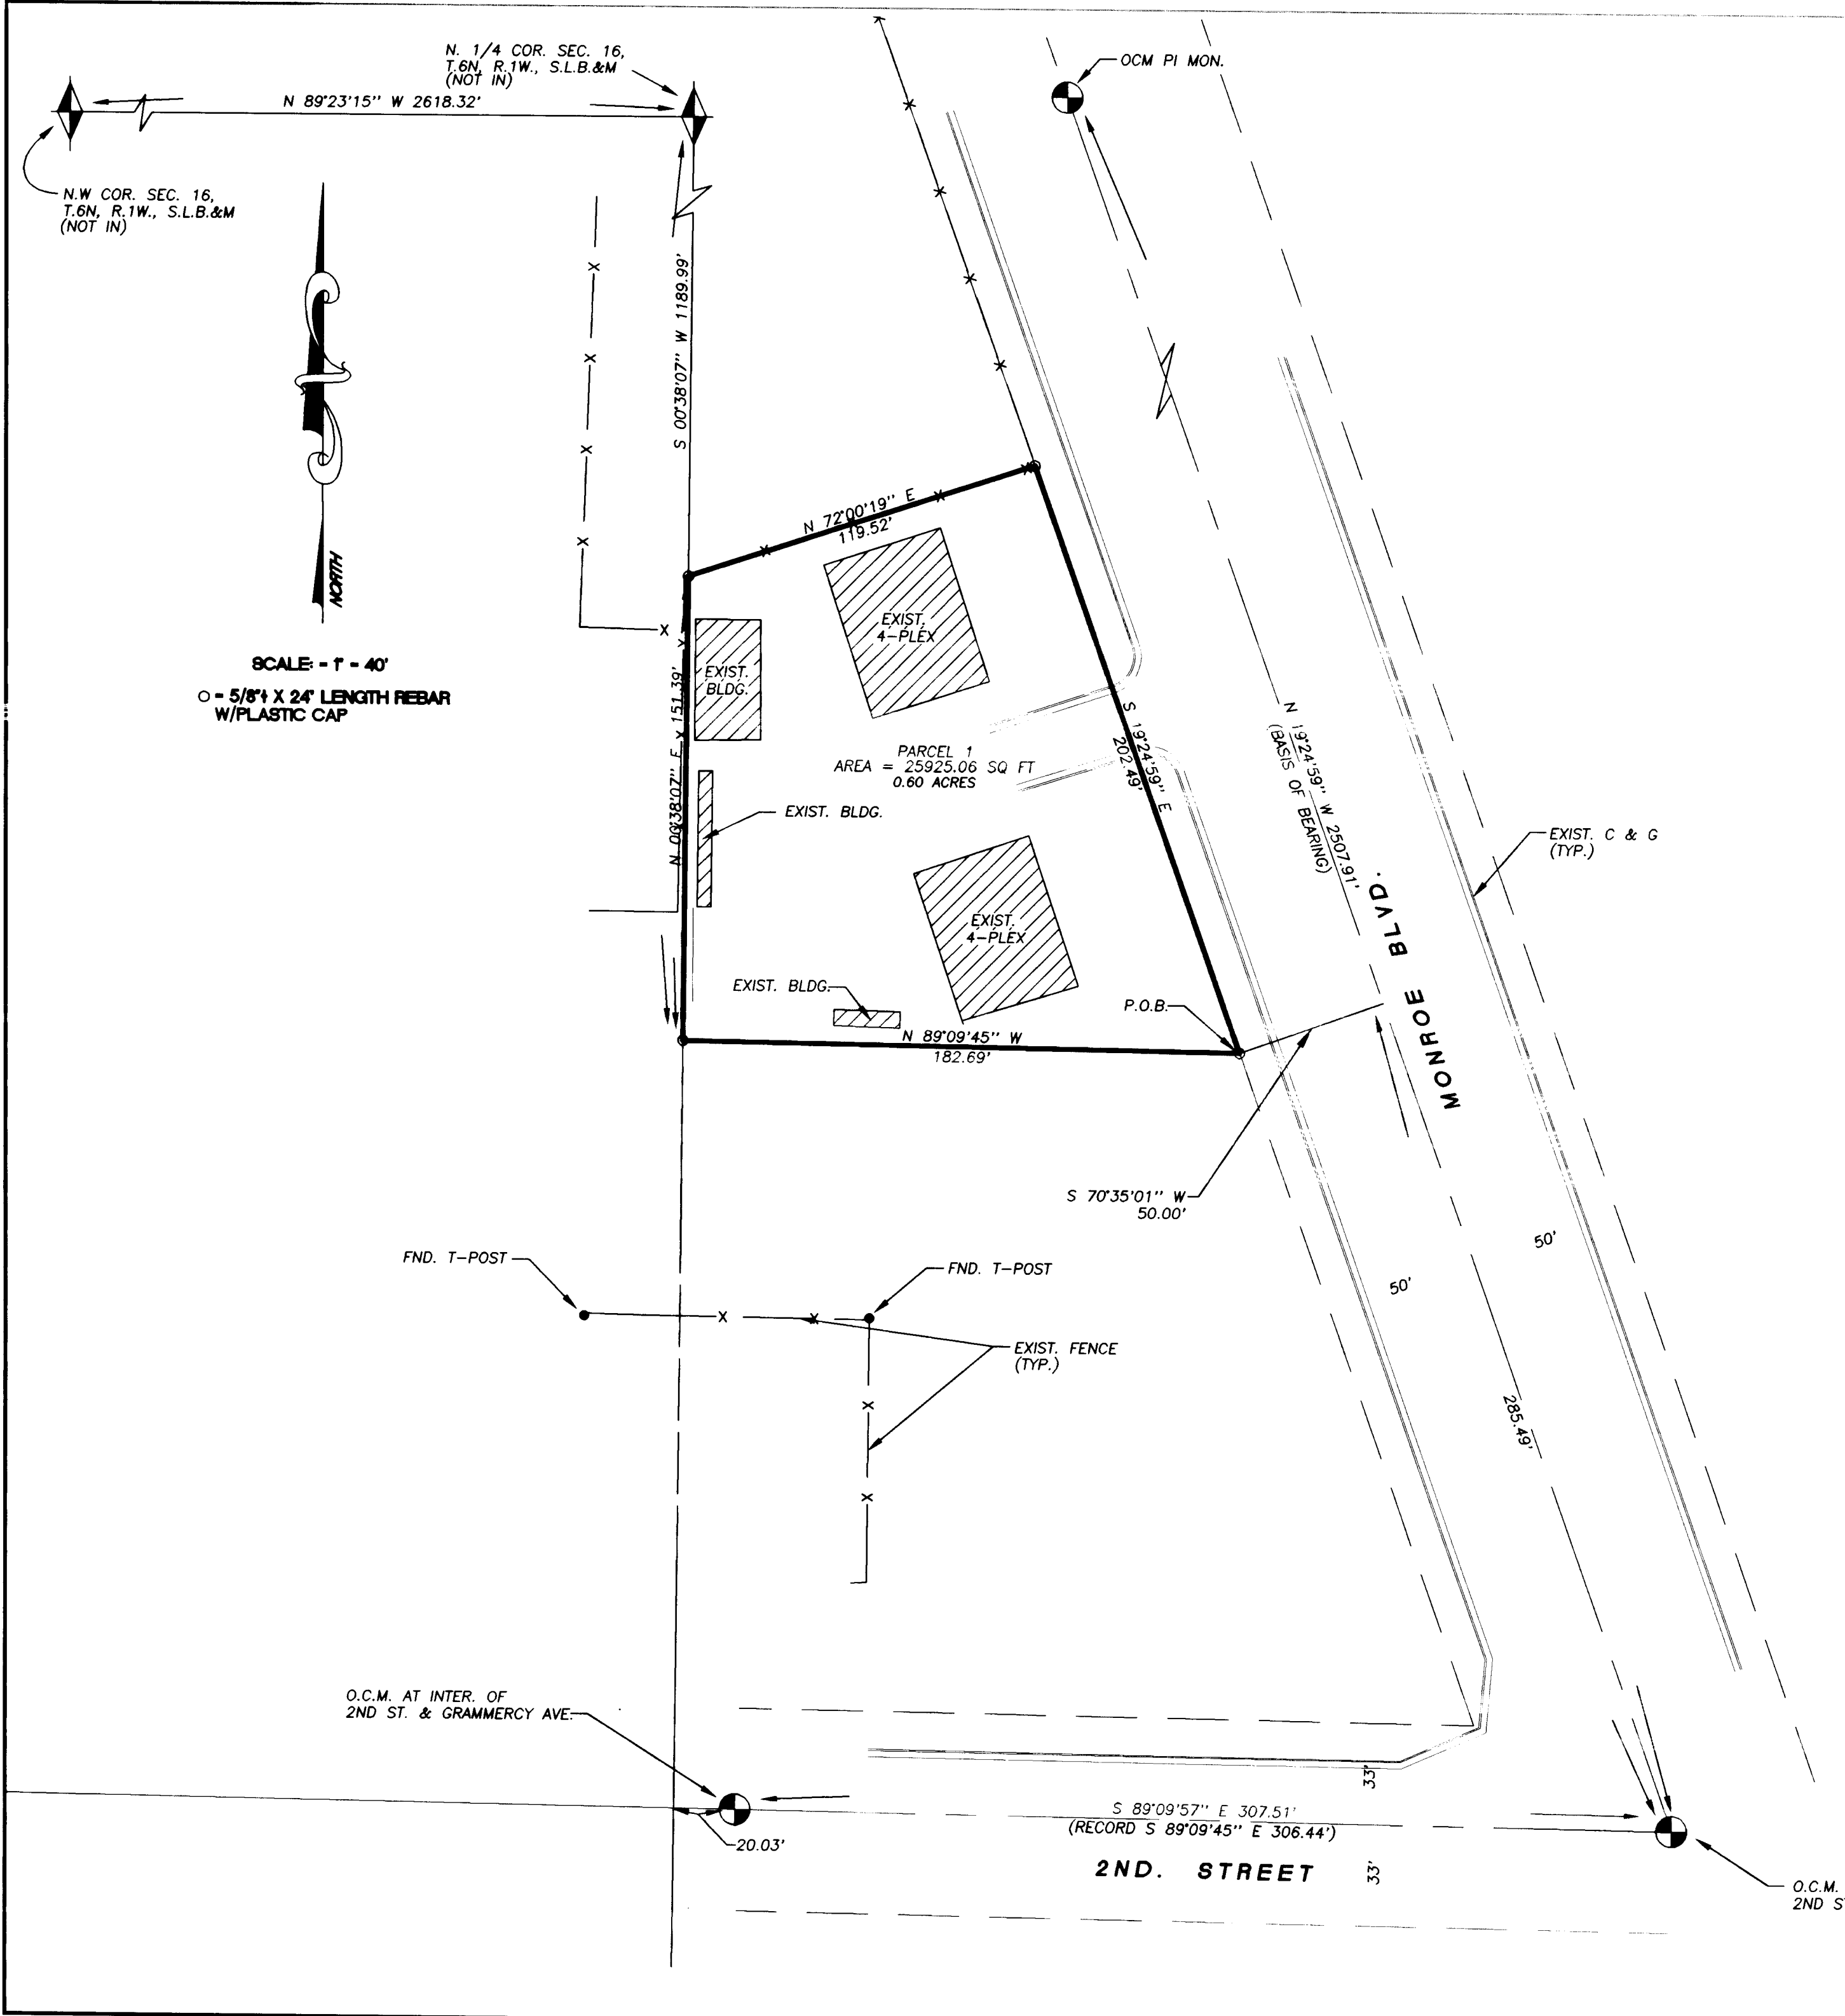 N. 1/4 COR. SEC. 16,
T.6N, R.1W., S.L.B.&M
(NOT IN)
OCM PI MON.
N 89°23'15'' W 2618.32'
N.W COR. SEC. 16,
T.6N, R.1W., S.L.B.&M
(NOT IN)
S 00°38'07'' W 1189.99'
NORTH
SCALE: - 1" - 40'
O - 5/8" X 24" LENGTH REBAR
W/PLASTIC CAP
N 72°00'19'' E
119.52'
EXIST.
4-PLEX
EXIST.
BLDG.
N 00°38'07'' E 151.39'
PARCEL 1
AREA = 25925.06 SQ FT
0.60 ACRES
S 19°24'59'' E
202.49'
N 19°24'59'' W 2507.91'
(BASIS OF BEARING)
EXIST. BLDG.
EXIST. C & G
(TYP.)
EXIST.
4-PLEX
MONROE BLVD.
EXIST. BLDG.
P.O.B.
N 89°09'45'' W
182.69'
S 70°35'01'' W
50.00'
50'
50'
FND. T-POST
FND. T-POST
EXIST. FENCE
(TYP.)
285.49'
O.C.M. AT INTER. OF
2ND ST. & GRAMMERCY AVE.
33'
S 89°09'57'' E 307.51'
(RECORD S 89°09'45'' E 306.44')
20.03'
2ND. STREET
33'
O.C.M.
2ND S